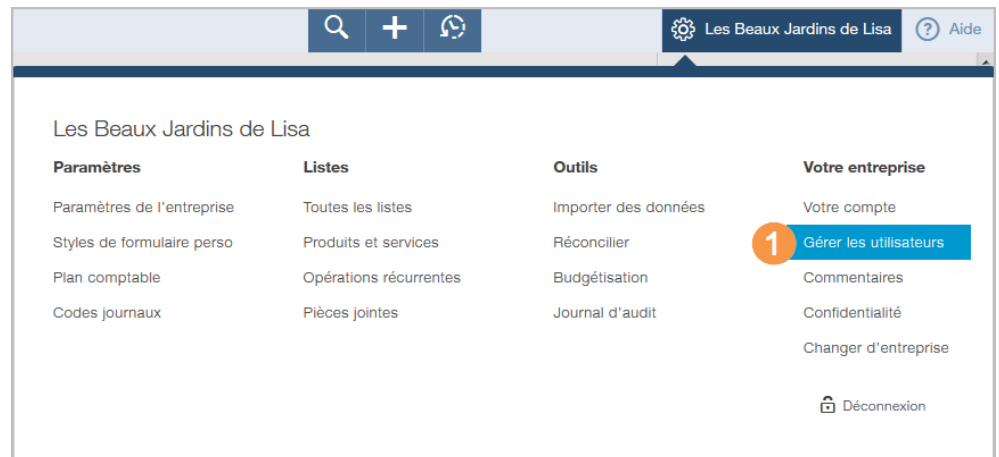 Les Beaux Jardins de Lisa
Aide
Les Beaux Jardins de Lisa
Paramètres
Paramètres de l'entreprise
Styles de formulaire perso
Plan comptable
Codes journaux
Listes
Toutes les listes
Produits et services
Opérations récurrentes
Pièces jointes
Outils
Importer des données
Réconcilier
Budgétisation
Journal d'audit
Votre entreprise
Votre compte
1 Gérer les utilisateurs
Commentaires
Confidentialité
Changer d'entreprise
Déconnexion